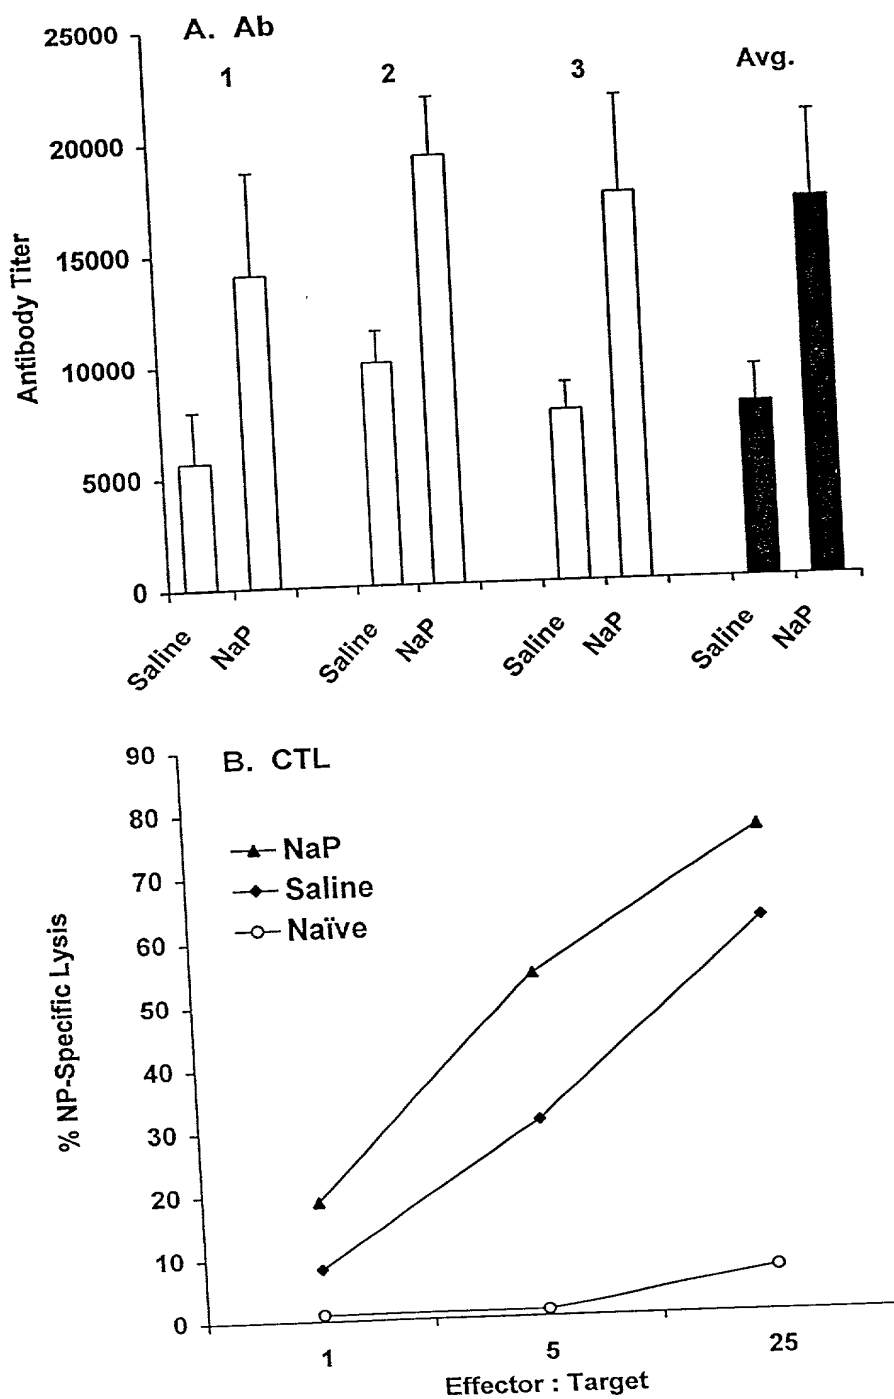 A. Ab
25000
20000
15000
10000
5000
0
Antibody Titer
1
2
3
Avg.
Saline
NaP
Saline
NaP
Saline
NaP
Saline
NaP
B. CTL
90
80
70
60
50
40
30
20
10
0
% NP-Specific Lysis
NaP
Saline
Naïve
1
5
25
Effector : Target